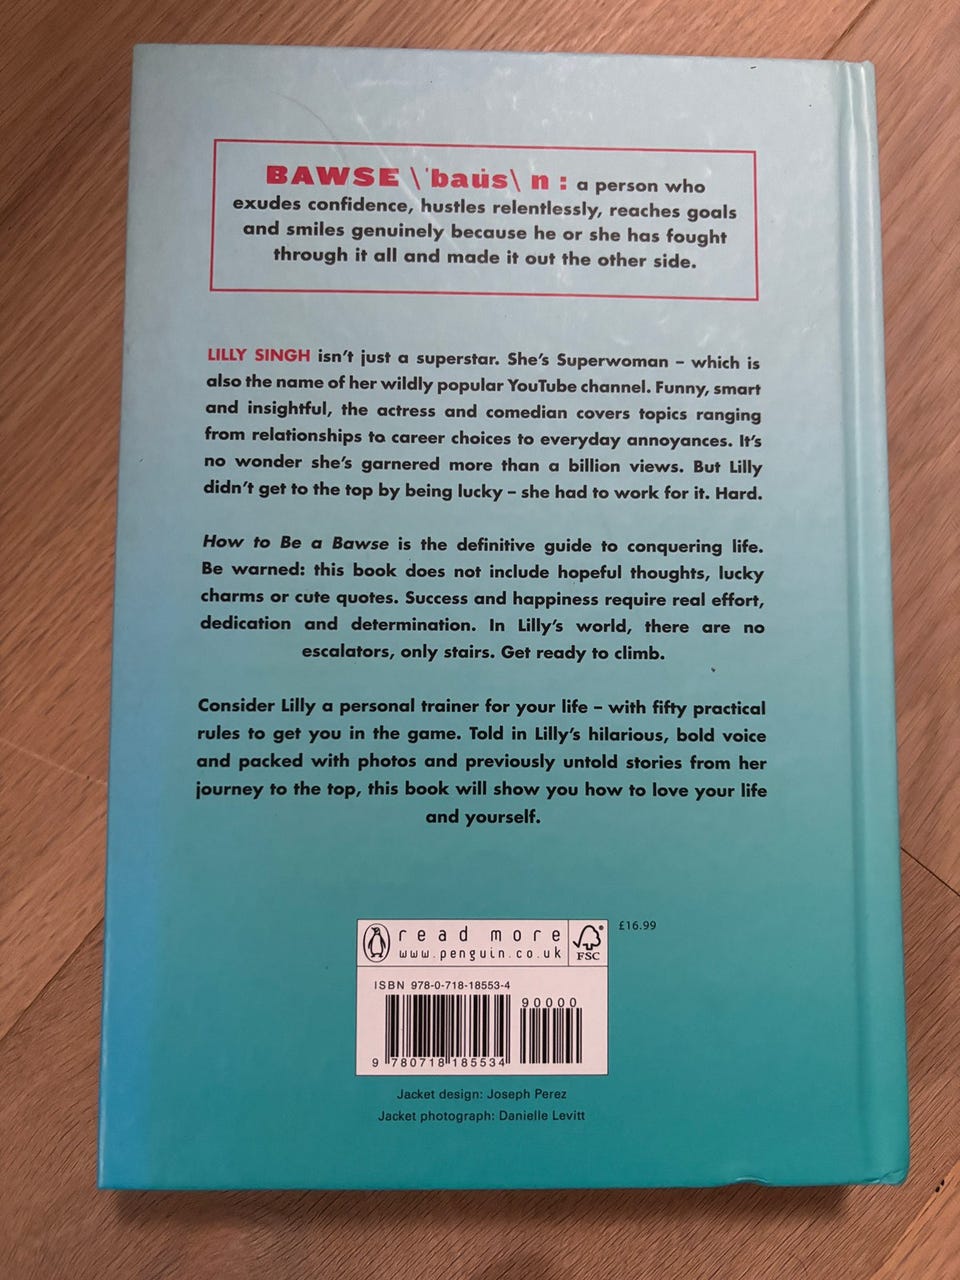 BAWSE \ˈbau̇s\ n : a person who
exudes confidence, hustles relentlessly, reaches goals
and smiles genuinely because he or she has fought
through it all and made it out the other side.
LILLY SINGH isn't just a superstar. She's Superwoman – which is
also the name of her wildly popular YouTube channel. Funny, smart
and insightful, the actress and comedian covers topics ranging
from relationships to career choices to everyday annoyances. It's
no wonder she's garnered more than a billion views. But Lilly
didn't get to the top by being lucky – she had to work for it. Hard.
How to Be a Bawse is the definitive guide to conquering life.
Be warned: this book does not include hopeful thoughts, lucky
charms or cute quotes. Success and happiness require real effort,
dedication and determination. In Lilly's world, there are no
escalators, only stairs. Get ready to climb.
Consider Lilly a personal trainer for your life – with fifty practical
rules to get you in the game. Told in Lilly's hilarious, bold voice
and packed with photos and previously untold stories from her
journey to the top, this book will show you how to love your life
and yourself.
read more
www.penguin.co.uk
FSC
£16.99
ISBN 978-0-718-18553-4
90000
9 780718 185534
Jacket design: Joseph Perez
Jacket photograph: Danielle Levitt